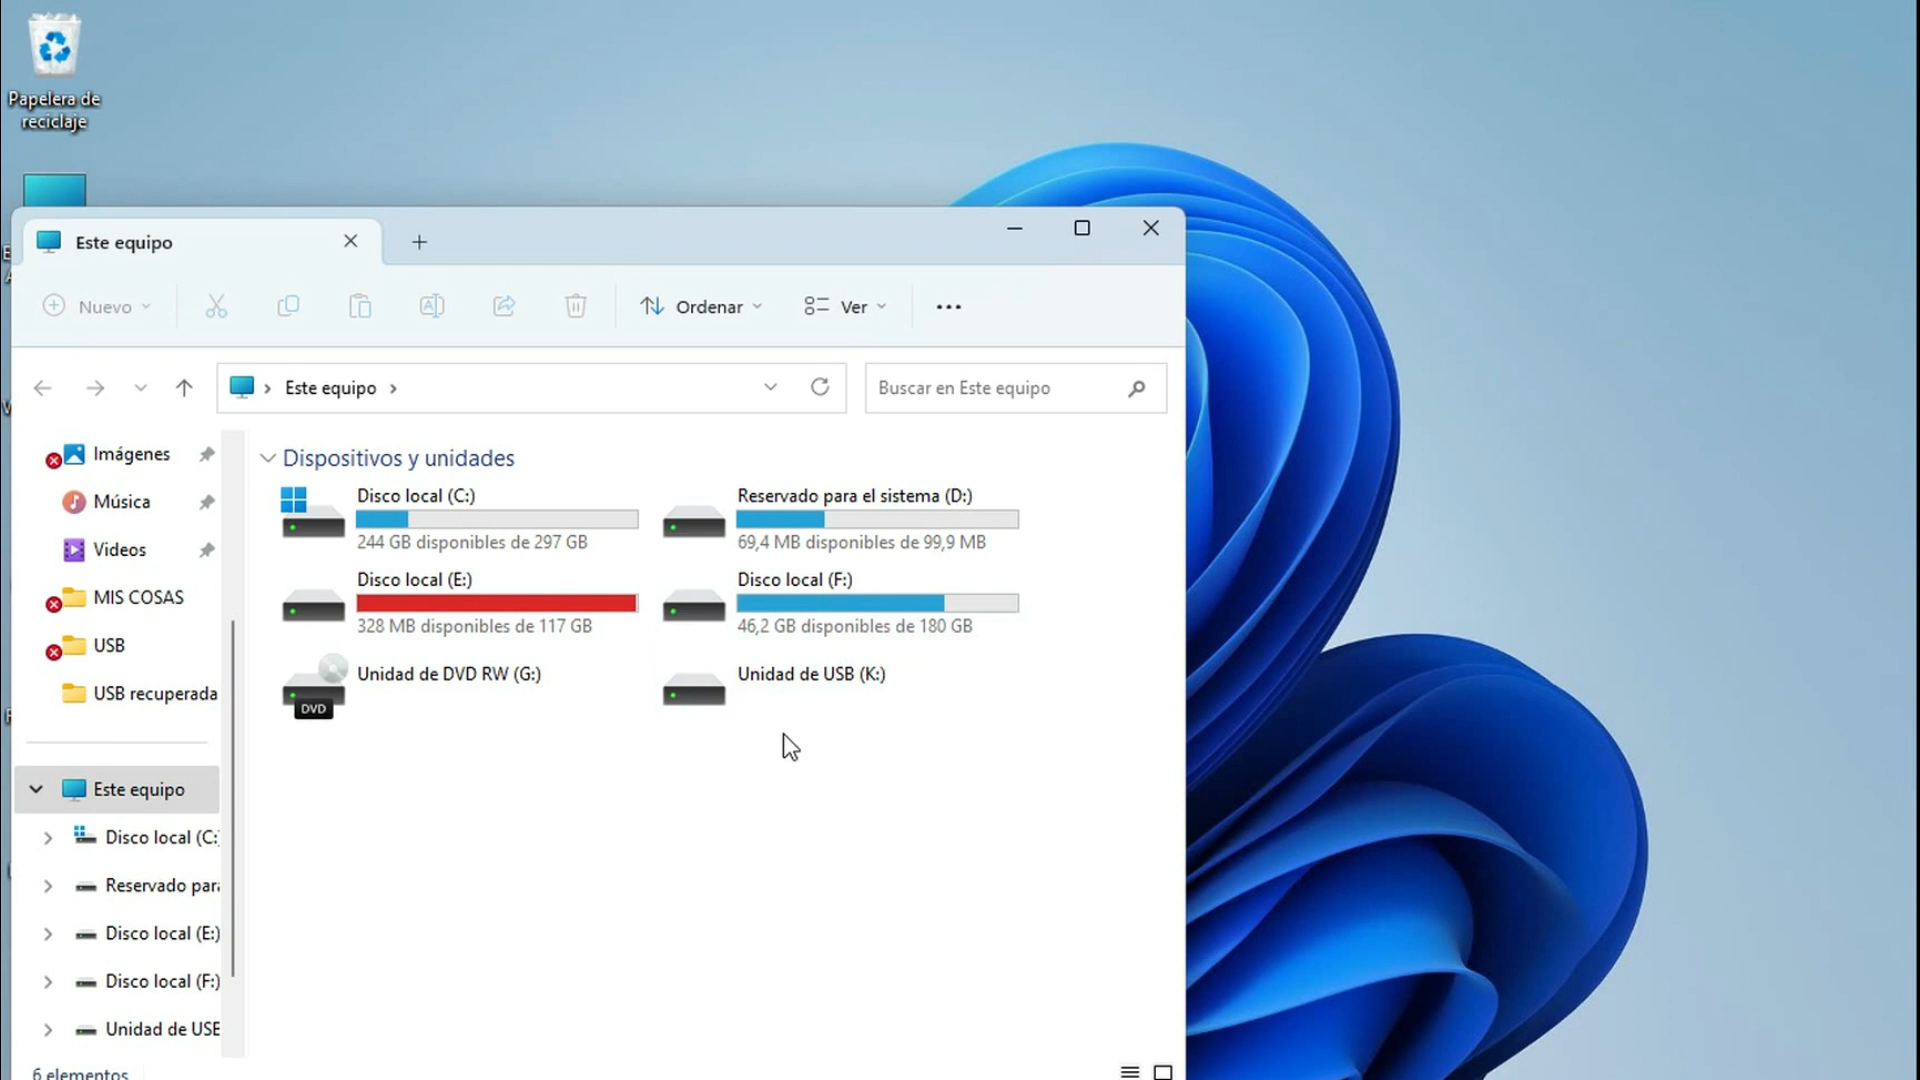 Papelera de
reciclaje
Este equipo
Nuevo
Ordenar
Ver
Este equipo
Buscar en Este equipo
Imágenes
Música
Videos
MIS COSAS
USB
USB recuperada
Este equipo
Disco local (C:
Reservado para
Disco local (E:)
Disco local (F:)
Unidad de USB
6 elementos
Dispositivos y unidades
Disco local (C:)
244 GB disponibles de 297 GB
Reservado para el sistema (D:)
69,4 MB disponibles de 99,9 MB
Disco local (E:)
328 MB disponibles de 117 GB
Disco local (F:)
46,2 GB disponibles de 180 GB
Unidad de DVD RW (G:)
DVD
Unidad de USB (K:)